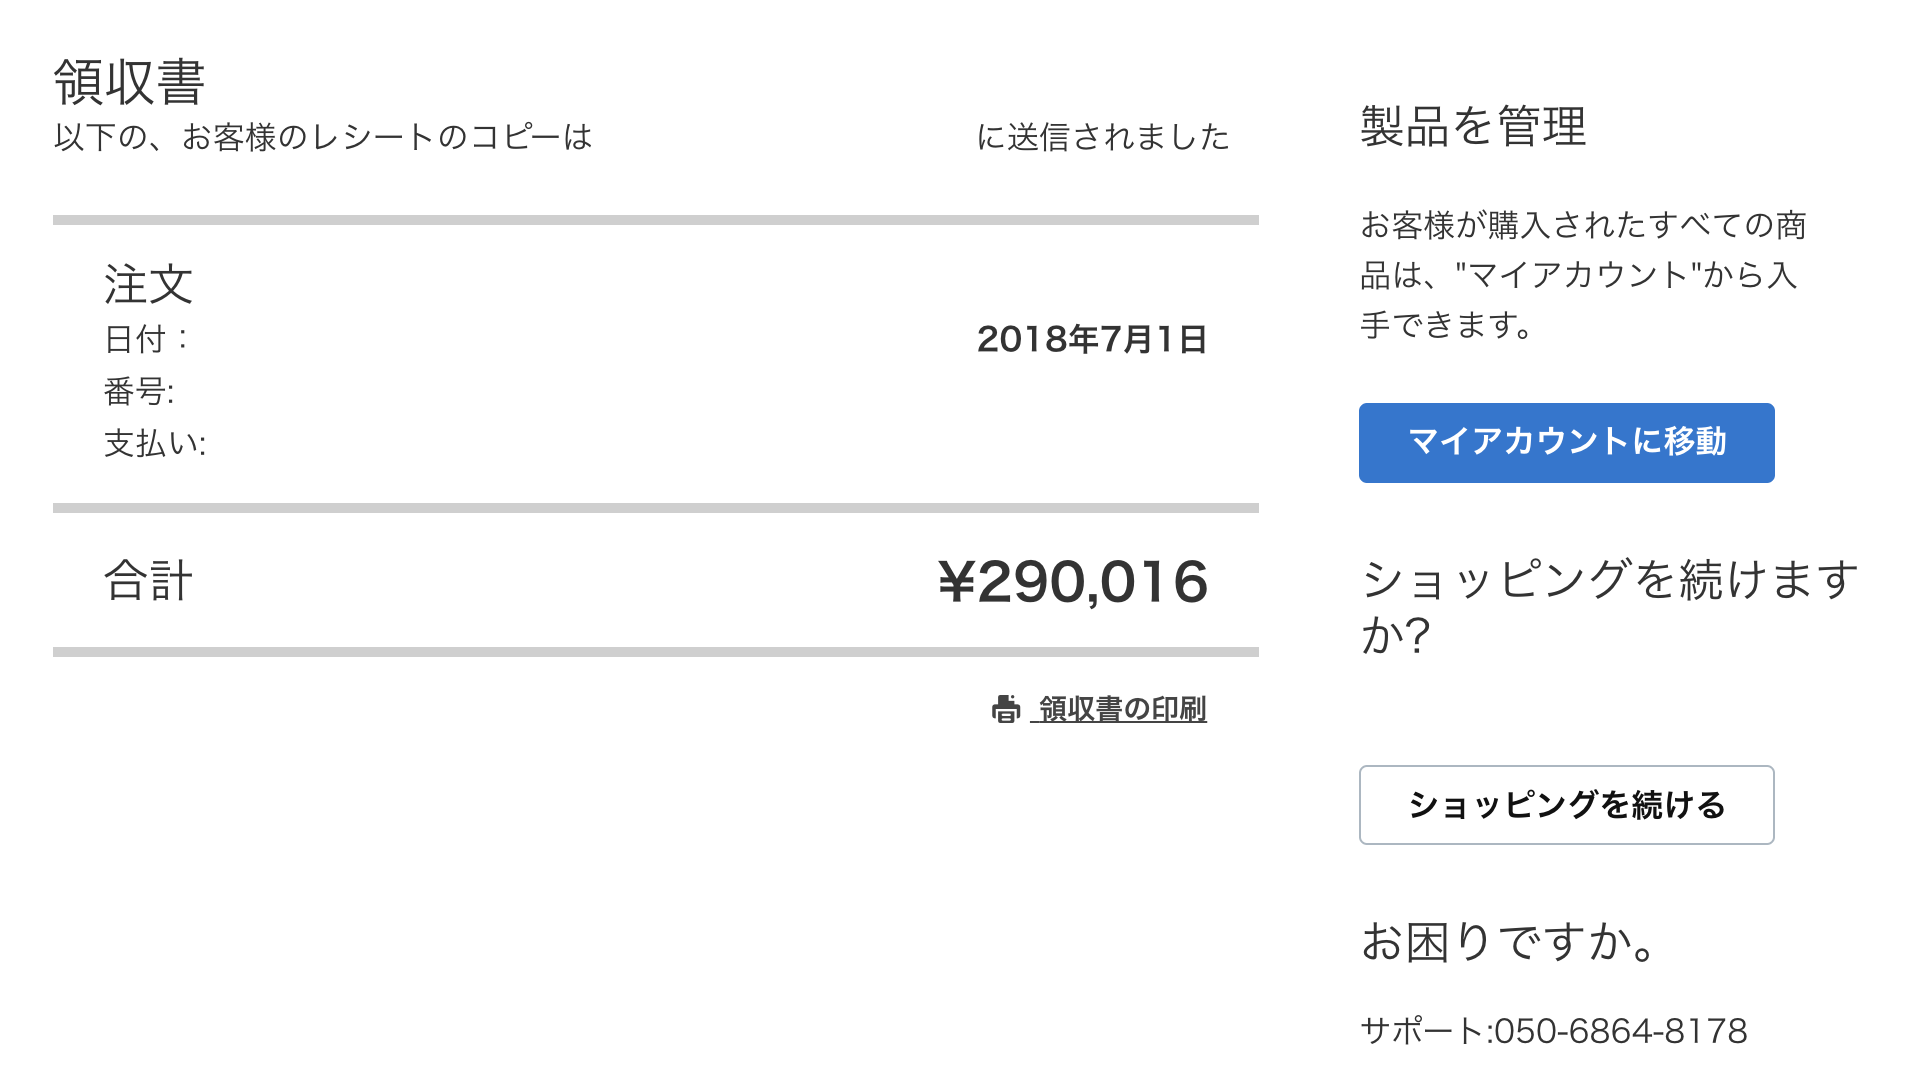 領収書
以下の、お客様のレシートのコピーは に送信されました
注文
日付：
2018年7月1日
番号:
支払い:
合計
¥290,016
領収書の印刷
製品を管理
お客様が購入されたすべての商
品は、"マイアカウント"から入
手できます。
マイアカウントに移動
ショッピングを続けます
か?
ショッピングを続ける
お困りですか。
サポート:050-6864-8178